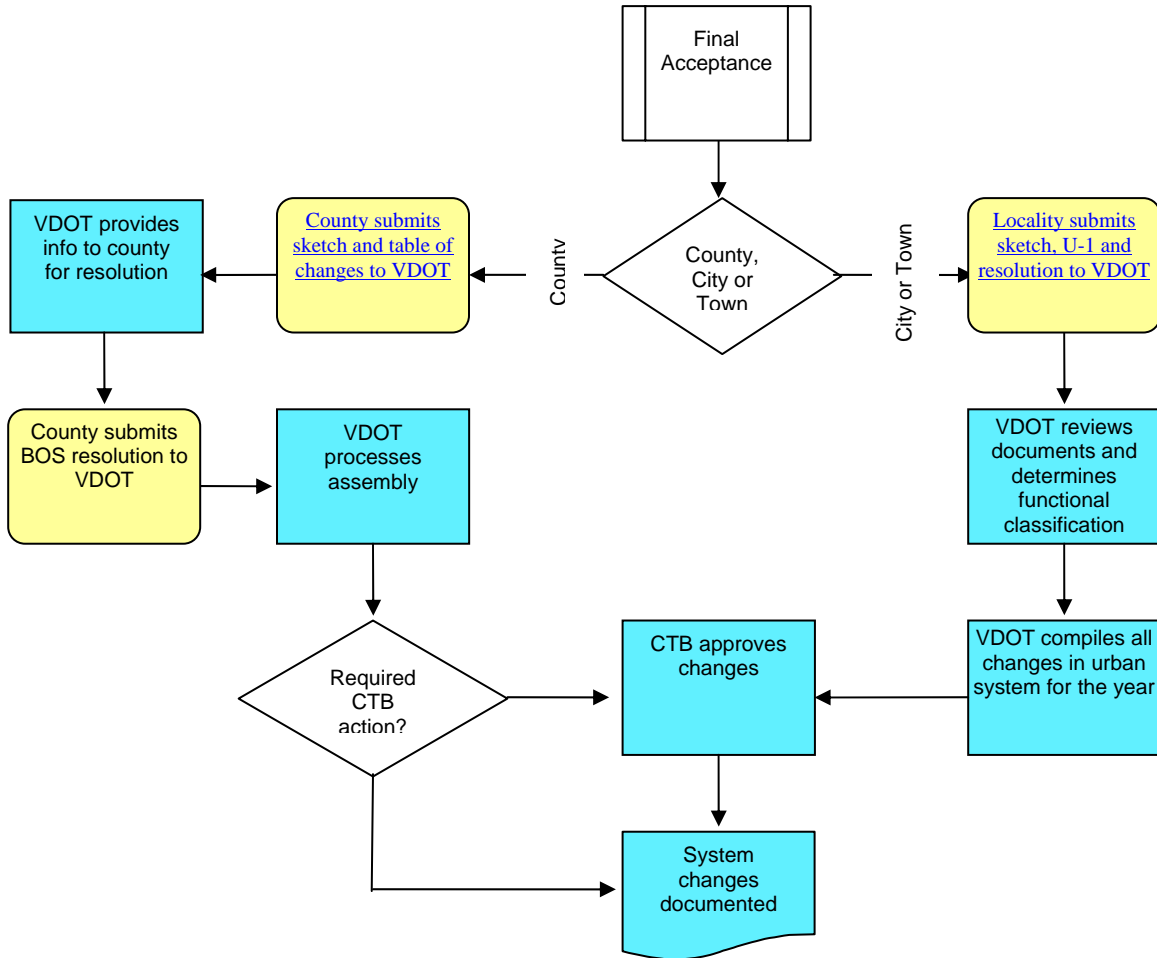 Final
Acceptance
VDOT provides
info to county
for resolution
County submits
sketch and table of
changes to VDOT
County
County,
City or
Town
City or Town
Locality submits
sketch, U-1 and
resolution to VDOT
County submits
BOS resolution to
VDOT
VDOT
processes
assembly
VDOT reviews
documents and
determines
functional
classification
Required
CTB
action?
CTB approves
changes
VDOT compiles all
changes in urban
system for the year
System
changes
documented